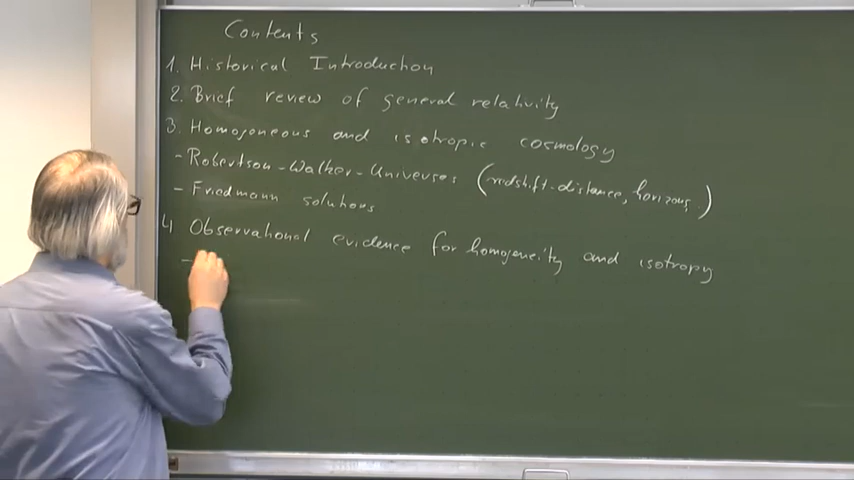 Contents
1. Historical Introduction
2. Brief review of general relativity
3. Homogeneous and isotropic cosmology
- Robertson-Walker-Universes (redshift-distance, horizons,)
- Friedmann solutions
4 Observational evidence for homogeneity and isotropy
-